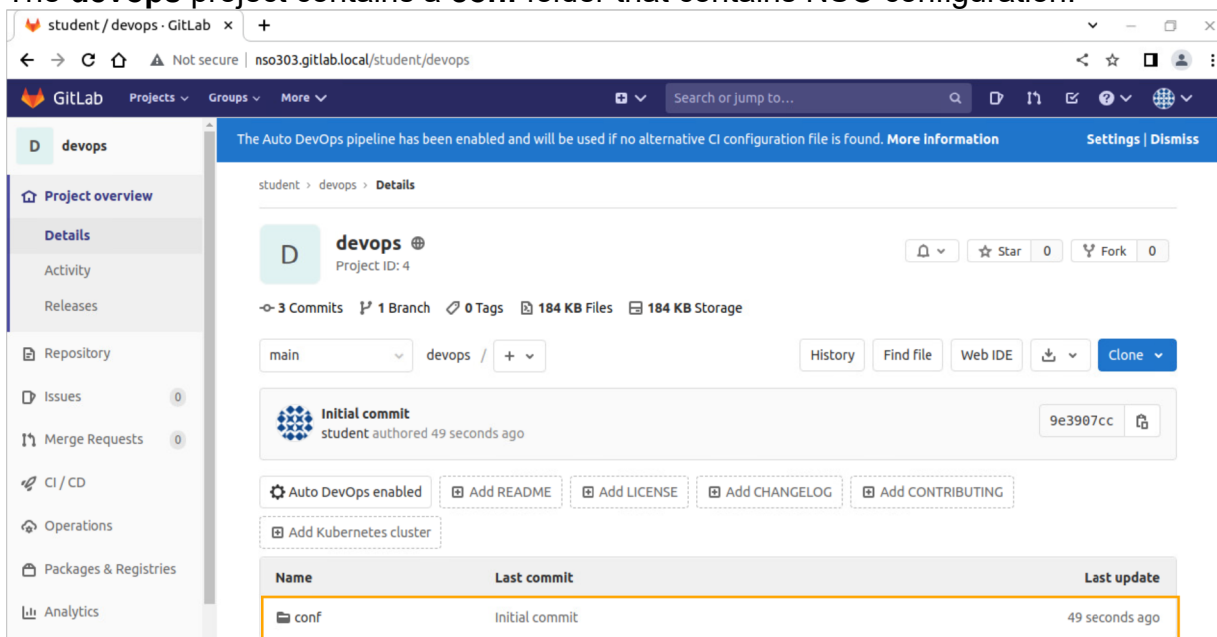 The devops project contains a conf folder that contains NSO configuration.
student / devops · GitLab
Not secure nso303.gitlab.local/student/devops
GitLab Projects Groups More Search or jump to...
D devops
The Auto DevOps pipeline has been enabled and will be used if no alternative CI configuration file is found. More information Settings | Dismiss
student > devops > Details
Project overview
Details
Activity
Releases
Repository
Issues 0
Merge Requests 0
CI / CD
Operations
Packages & Registries
Analytics
D devops
Project ID: 4
Star 0 Fork 0
3 Commits 1 Branch 0 Tags 184 KB Files 184 KB Storage
main devops / + History Find file Web IDE Clone
Initial commit
student authored 49 seconds ago
9e3907cc
Auto DevOps enabled Add README Add LICENSE Add CHANGELOG Add CONTRIBUTING
Add Kubernetes cluster
Name Last commit Last update
conf Initial commit 49 seconds ago